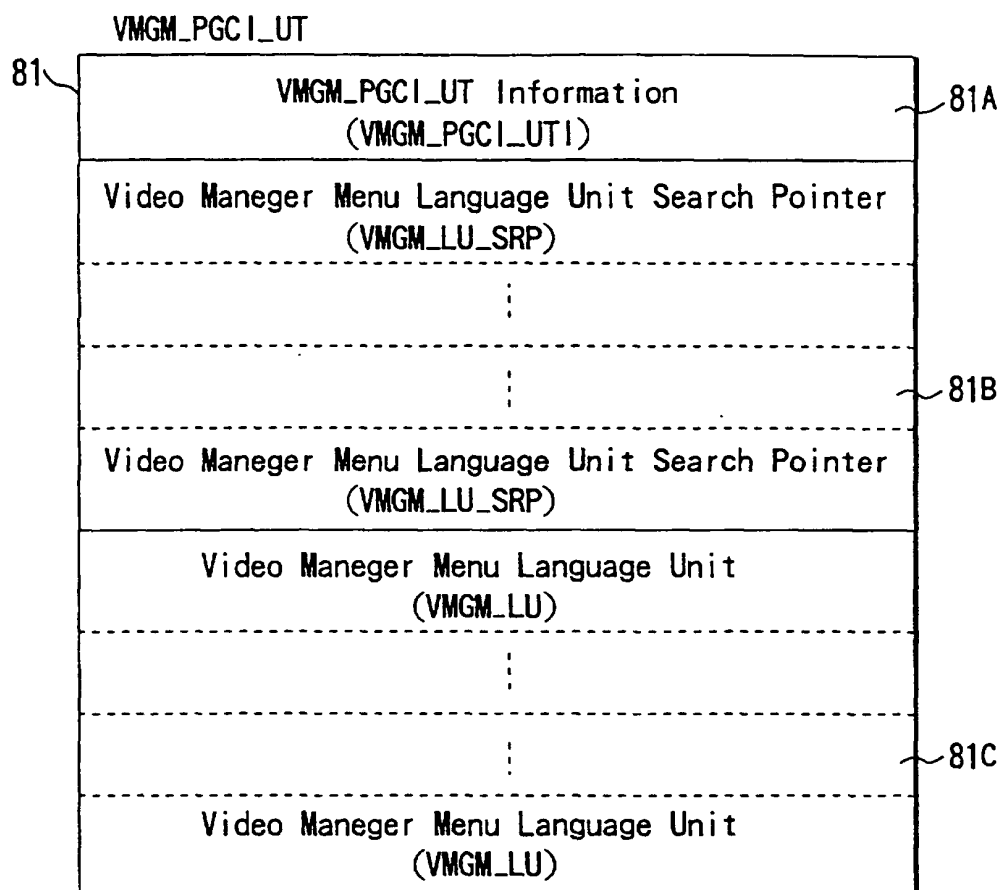 VMGM_PGCI_UT
81
VMGM_PGCI_UT Information
(VMGM_PGCI_UTI)
81A
Video Maneger Menu Language Unit Search Pointer
(VMGM_LU_SRP)
81B
Video Maneger Menu Language Unit Search Pointer
(VMGM_LU_SRP)
Video Maneger Menu Language Unit
(VMGM_LU)
81C
Video Maneger Menu Language Unit
(VMGM_LU)